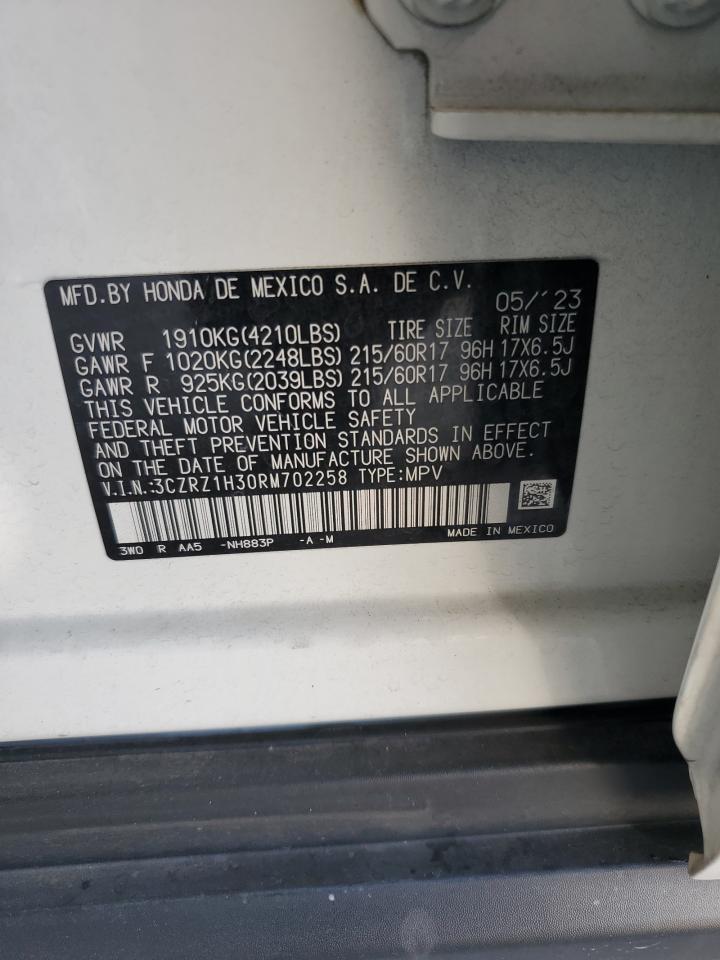 MFD.BY HONDA DE MEXICO S.A. DE C.V. 05/'23
GVWR 1910KG(4210LBS) TIRE SIZE RIM SIZE
GAWR F 1020KG(2248LBS) 215/60R17 96H 17X6.5J
GAWR R 925KG(2039LBS) 215/60R17 96H 17X6.5J
THIS VEHICLE CONFORMS TO ALL APPLICABLE
FEDERAL MOTOR VEHICLE SAFETY
AND THEFT PREVENTION STANDARDS IN EFFECT
ON THE DATE OF MANUFACTURE SHOWN ABOVE.
V.I.N.:3CZRZ1H30RM702258 TYPE:MPV
3W0 R AA5 -NH883P -A -M MADE IN MEXICO